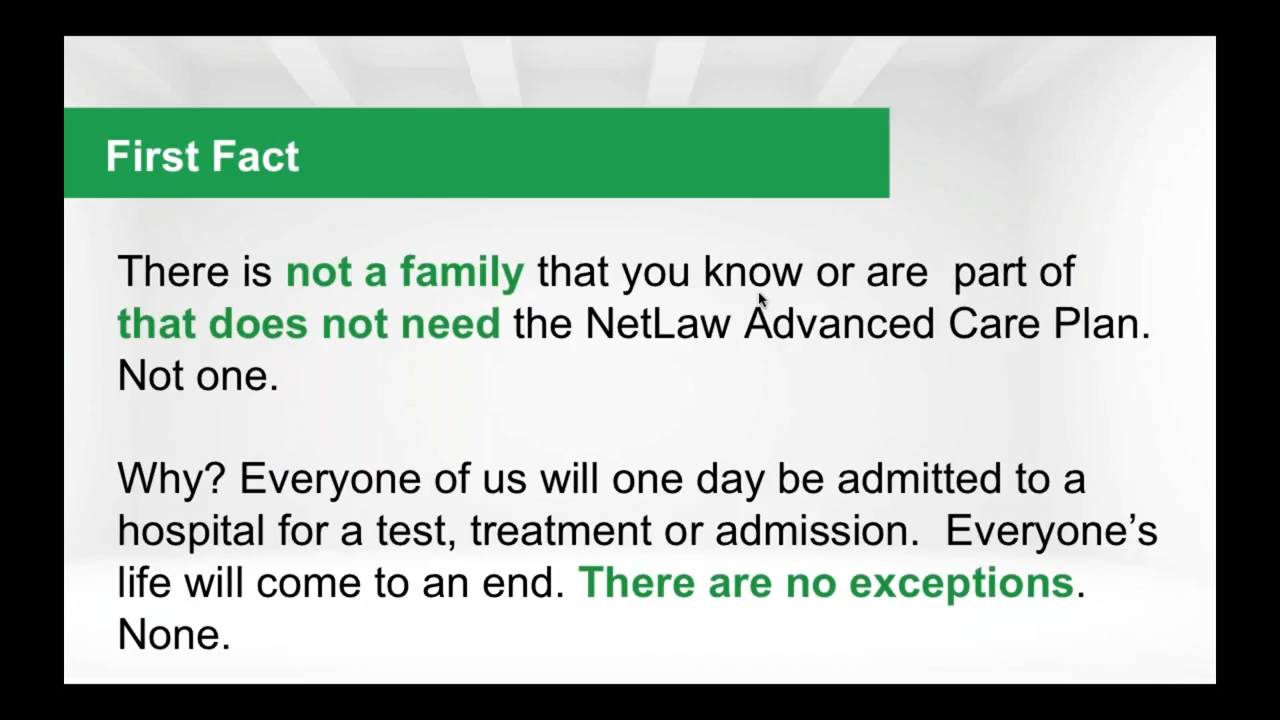 First Fact
There is not a family that you know or are  part of
that does not need the NetLaw Advanced Care Plan.
Not one.
Why? Everyone of us will one day be admitted to a
hospital for a test, treatment or admission.  Everyone’s
life will come to an end. There are no exceptions.
None.